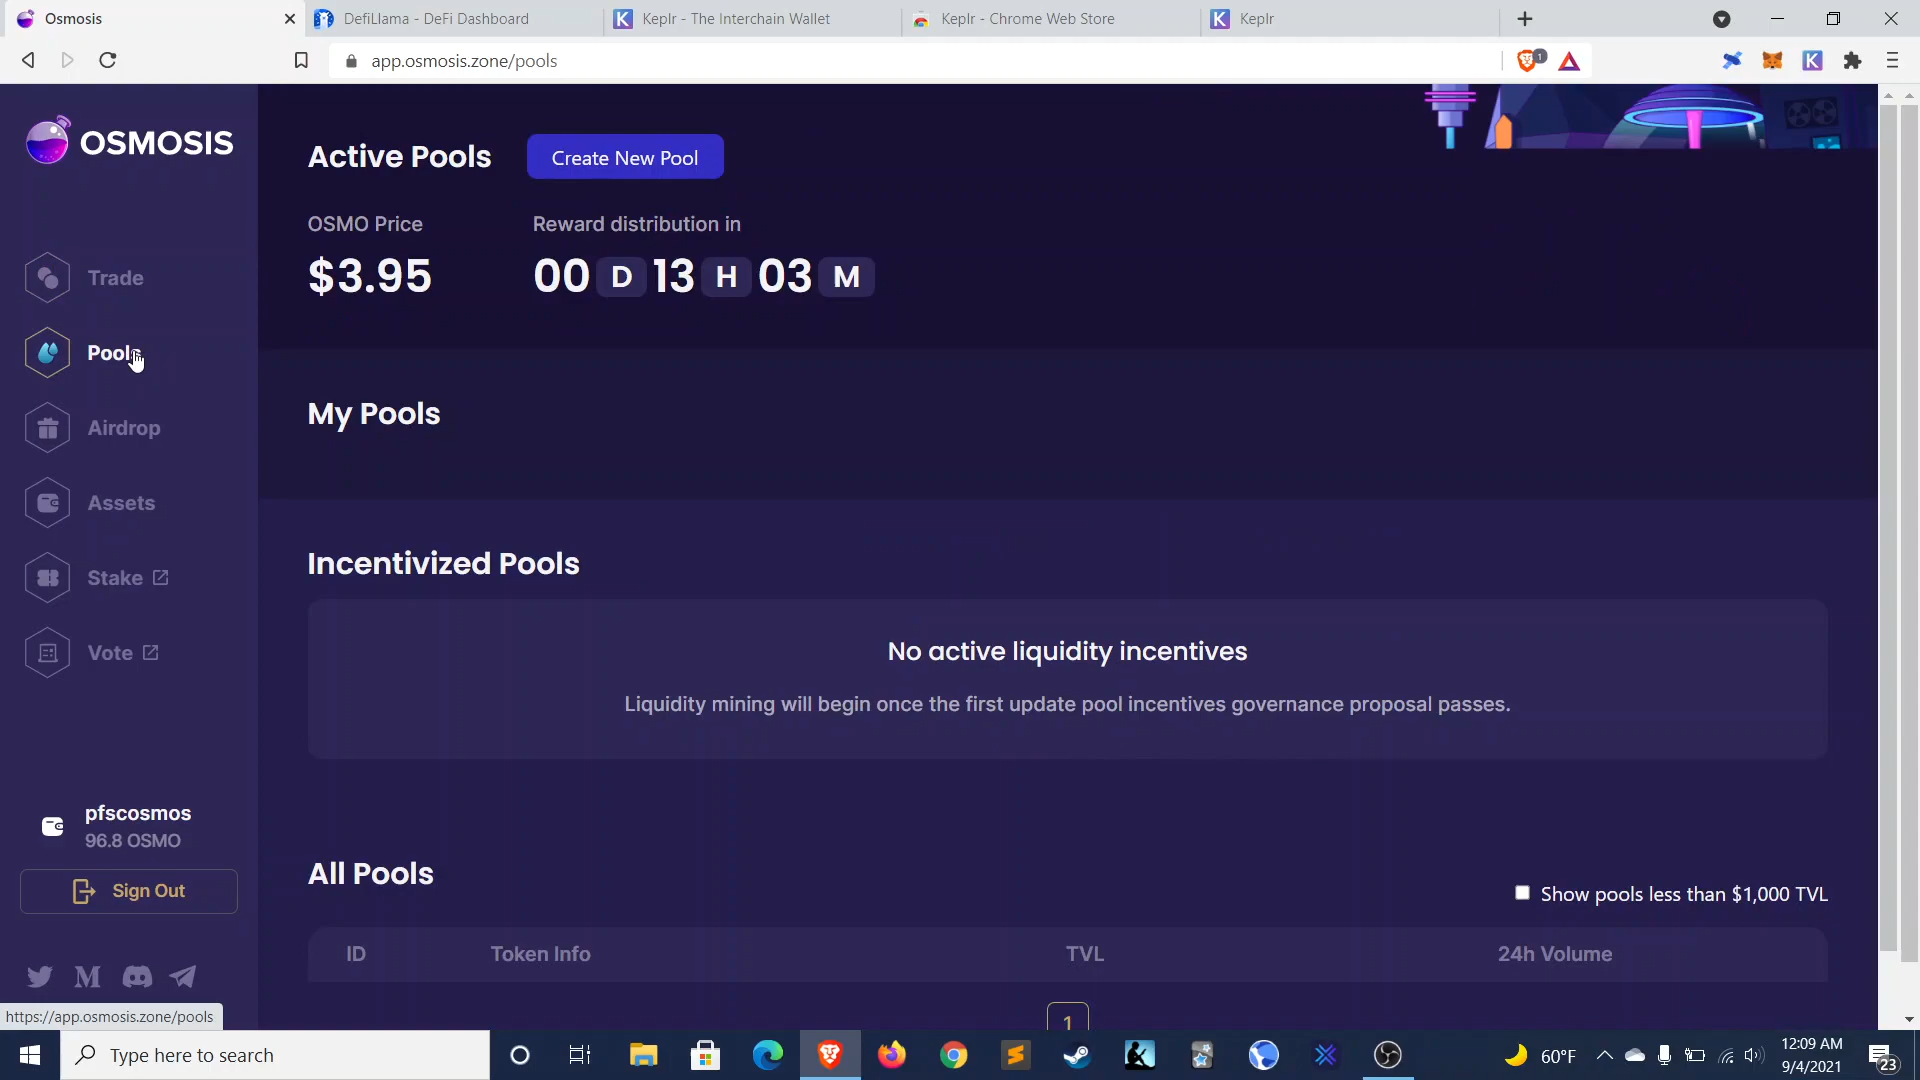 Osmosis
DefiLlama - DeFi Dashboard
Keplr - The Interchain Wallet
Keplr - Chrome Web Store
Keplr
app.osmosis.zone/pools
1
OSMOSIS
Active Pools
Create New Pool
OSMO Price
Reward distribution in
$3.95
00 D 13 H 03 M
Trade
Pools
Airdrop
Assets
Stake
Vote
My Pools
Incentivized Pools
No active liquidity incentives
Liquidity mining will begin once the first update pool incentives governance proposal passes.
pfscosmos
96.8 OSMO
Sign Out
All Pools
Show pools less than $1,000 TVL
ID Token Info TVL 24h Volume
1
https://app.osmosis.zone/pools
Type here to search
60°F
12:09 AM
9/4/2021
23